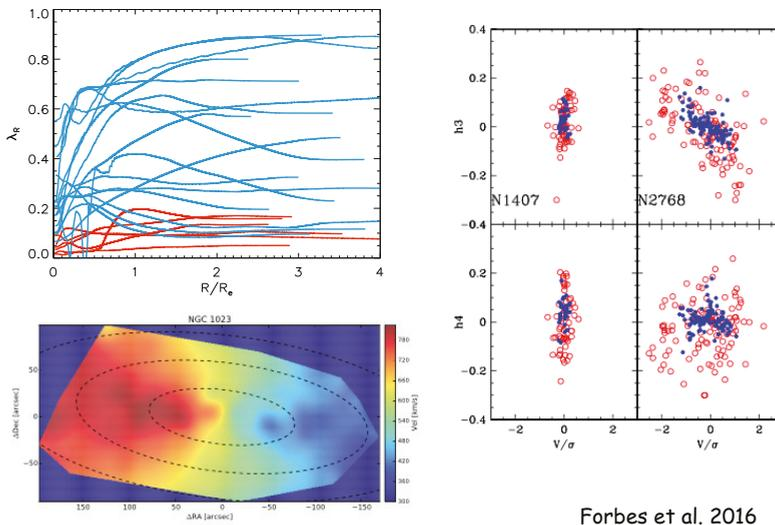 1.0
0.8
0.6
0.4
0.2
0.0
λR
0 1 2 3 4
R/Re
NGC 1023
50
0
−50
ΔDec [arcsec]
150 100 50 0 −50 −100 −150
ΔRA [arcsec]
780
720
660
600
540
480
420
360
300
Vel [km/s]
0.4
0.2
0
−0.2
−0.4
h3
N1407 N2768
0.2
0
−0.2
−0.4
h4
−2 0 2 −2 0 2
V/σ V/σ
Forbes et al. 2016